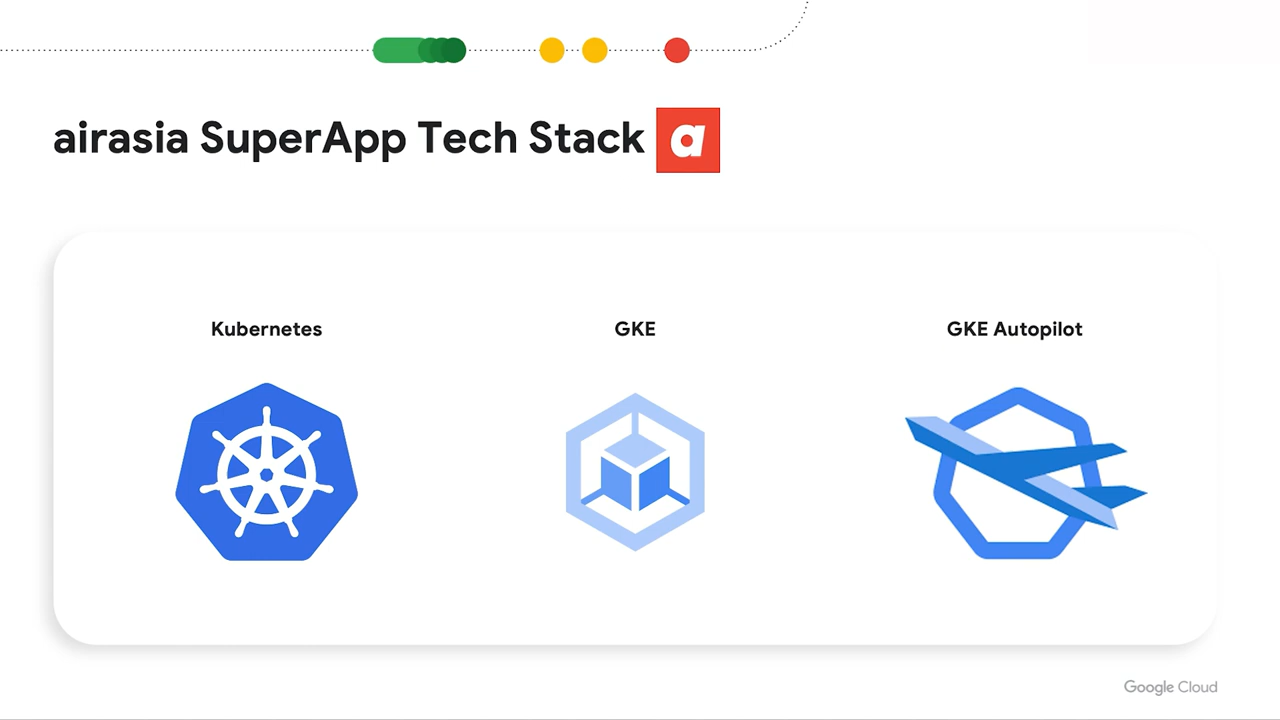 airasia SuperApp Tech Stack a
Kubernetes
GKE
GKE Autopilot
Google Cloud